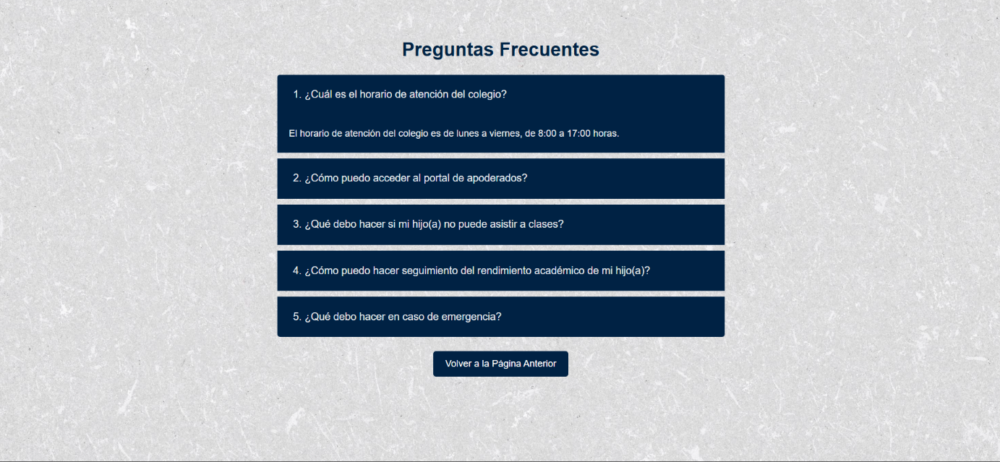 Preguntas Frecuentes
1. ¿Cuál es el horario de atención del colegio?
El horario de atención del colegio es de lunes a viernes, de 8:00 a 17:00 horas.
2. ¿Cómo puedo acceder al portal de apoderados?
3. ¿Qué debo hacer si mi hijo(a) no puede asistir a clases?
4. ¿Cómo puedo hacer seguimiento del rendimiento académico de mi hijo(a)?
5. ¿Qué debo hacer en caso de emergencia?
Volver a la Página Anterior